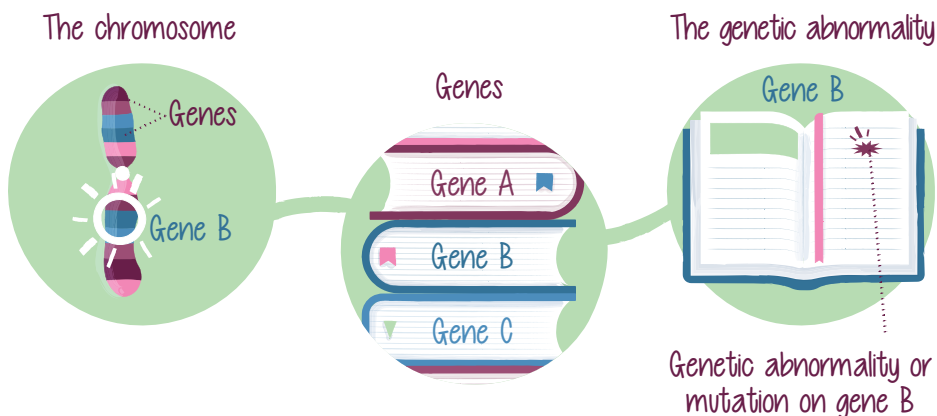 The chromosome
Genes
Gene B
Genes
Gene A
Gene B
Gene C
The genetic abnormality
Gene B
Genetic abnormality or
mutation on gene B